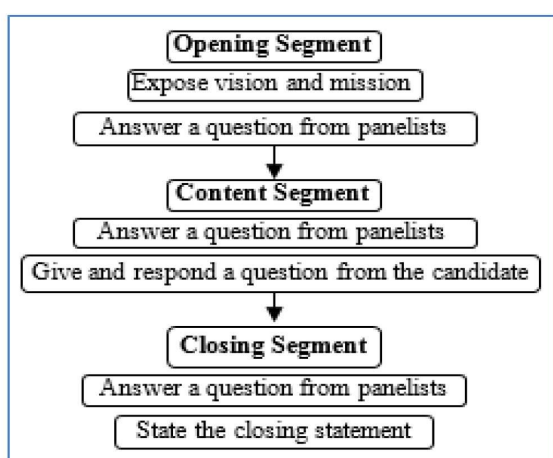 Opening Segment
Expose vision and mission
Answer a question from panelists
Content Segment
Answer a question from panelists
Give and respond a question from the candidate
Closing Segment
Answer a question from panelists
State the closing statement